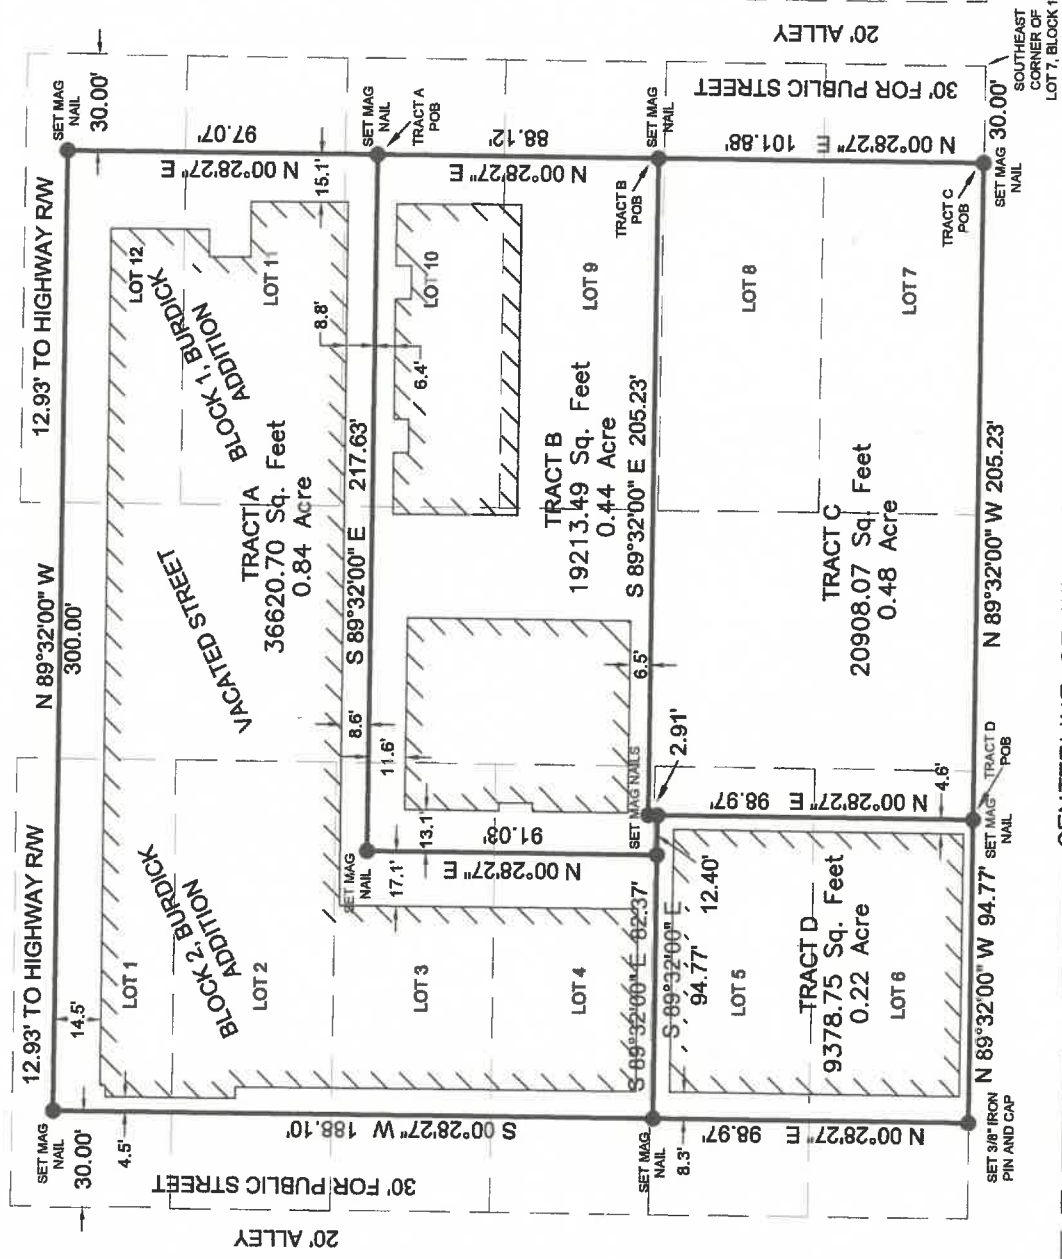 12.93' TO HIGHWAY R/W
N 89°32'00" W
300.00'
12.93' TO HIGHWAY R/W
SET MAG
NAIL
30.00'
SET MAG
NAIL
30.00'
14.5'
4.5'
LOT 1
BLOCK 2, BURDICK
ADDITION
LOT 2
VACATED STREET
LOT 12
BLOCK 1, BURDICK
ADDITION
LOT 11
TRACT A
36620.70 Sq. Feet
0.84 Acre
N 00°28'27" E
97.07'
15.1'
8.8'
8.6'
S 89°32'00" E 217.63'
SET MAG
NAIL
TRACT A
POB
SET MAG
NAIL
11.6'
6.4'
LOT 10
N 00°28'27" E
88.12'
13.1'
17.1'
91.03'
N 00°28'27" E
LOT 3
LOT 4
S 00°28'27" W 188.10'
30' FOR PUBLIC STREET
20' ALLEY
TRACT B
19213.49 Sq. Feet
0.44 Acre
LOT 9
TRACT B
POB
SET MAG
NAIL
S 89°32'00" E 205.23'
6.5'
SET MAG NAILS
2.91'
S 89°32'00" E 82.37'
S 89°32'00" E
94.77'
12.40'
SET MAG
NAIL
8.3'
LOT 5
TRACT D
9378.75 Sq. Feet
0.22 Acre
LOT 6
N 00°28'27" E 98.97'
N 00°28'27" E 98.97'
4.6'
LOT 8
LOT 7
TRACT C
20908.07 Sq. Feet
0.48 Acre
N 00°28'27" E 101.88'
30' FOR PUBLIC STREET
20' ALLEY
TRACT C
POB
SET MAG
NAIL
30.00'
SOUTHEAST
CORNER OF
LOT 7, BLOCK 1
SET 3/8" IRON
PIN AND CAP
N 89°32'00" W 94.77'
SET MAG
NAIL
TRACT D
POB
N 89°32'00" W 205.23'